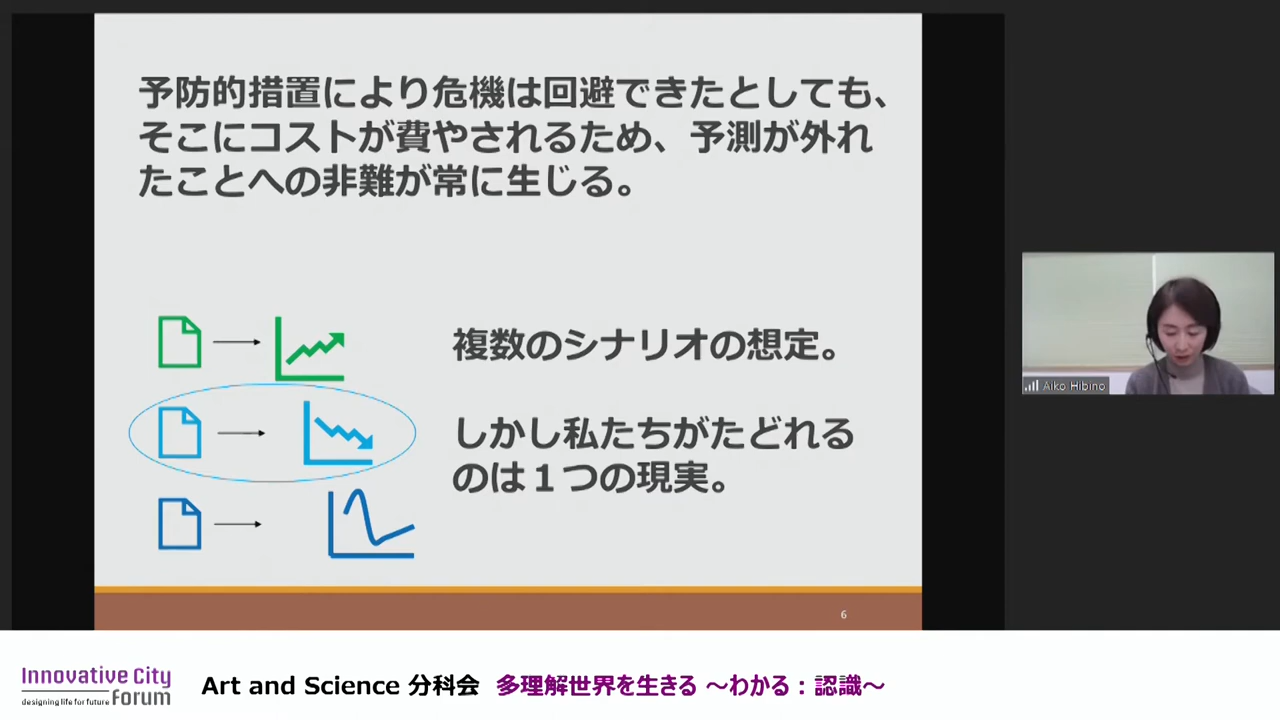 予防的措置により危機は回避できたとしても、
そこにコストが費やされるため、予測が外れ
たことへの非難が常に生じる。
複数のシナリオの想定。
しかし私たちがたどれる
のは１つの現実。
6
Aiko Hibino
Innovative City
designing life for future Forum
Art and Science 分科会 多理解世界を生きる ～わかる：認識～